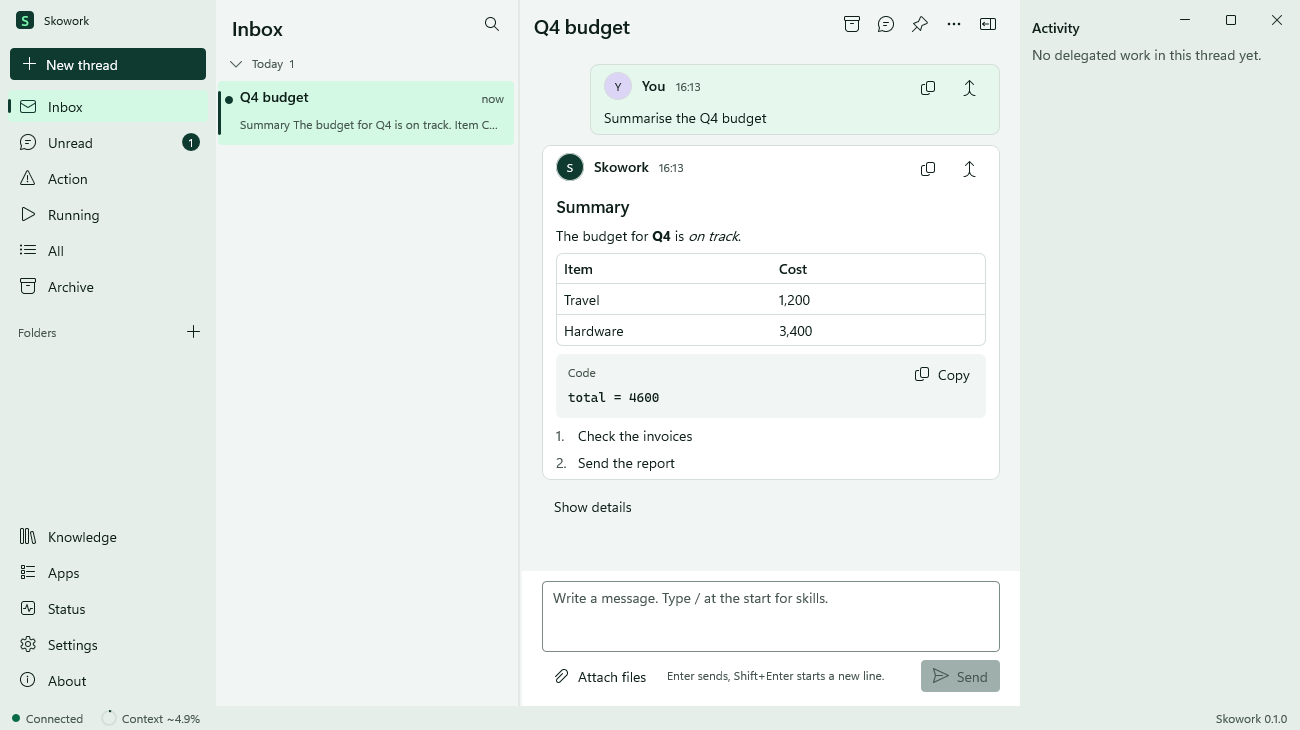 S Skowork
New thread
Inbox
Unread 1
Action
Running
All
Archive
Folders
Knowledge
Apps
Status
Settings
About
Connected Context ~4.9%
Inbox
Today 1
Q4 budget now
Summary The budget for Q4 is on track. Item C...
Q4 budget
Y You 16:13
Summarise the Q4 budget
S Skowork 16:13
Summary
The budget for Q4 is on track.
Item Cost
Travel 1,200
Hardware 3,400
Code Copy
total = 4600
1. Check the invoices
2. Send the report
Show details
Write a message. Type / at the start for skills.
Attach files Enter sends, Shift+Enter starts a new line. Send
Activity
No delegated work in this thread yet.
Skowork 0.1.0